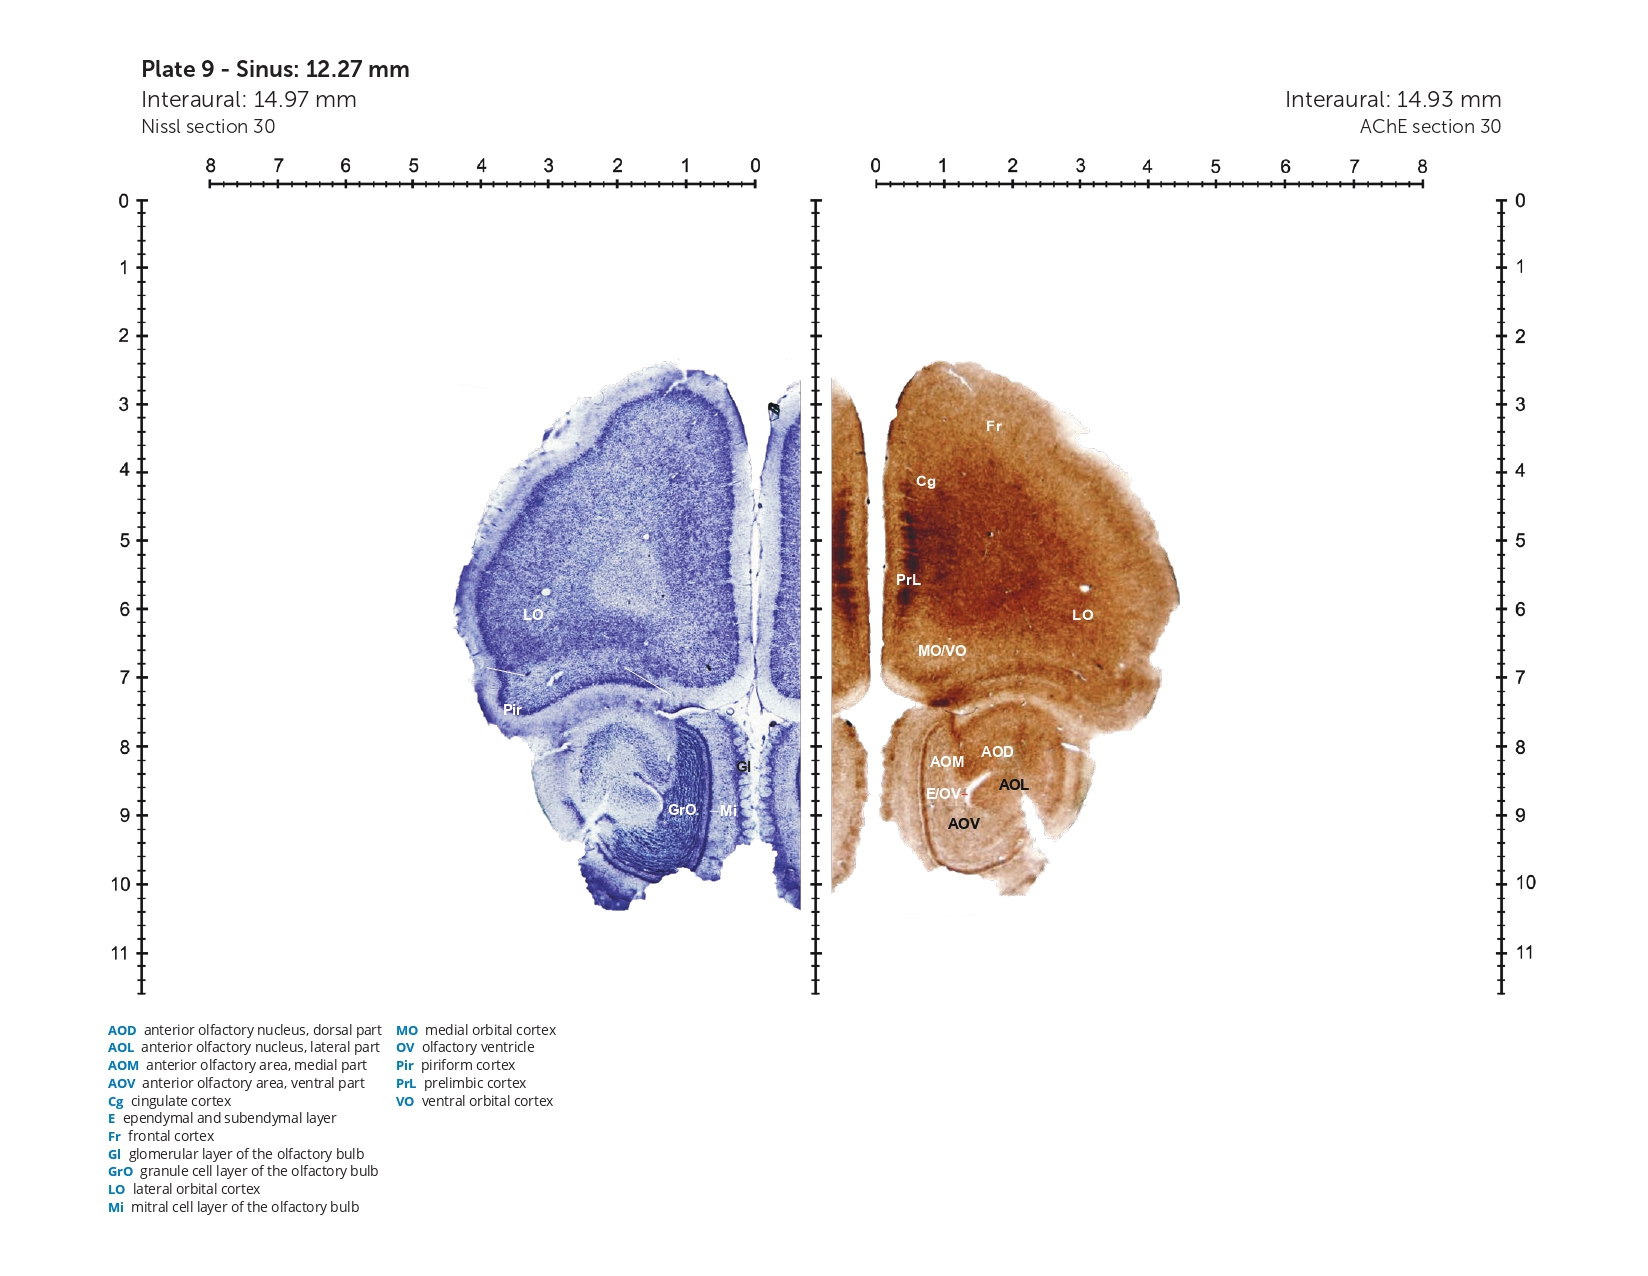 Plate 9 - Sinus: 12.27 mm
Interaural: 14.97 mm
Interaural: 14.93 mm
Nissl section 30
AChE section 30
8 7 6 5 4 3 2 1 0
0 1 2 3 4 5 6 7 8
0 0
1 1
2 2
3 3
Fr
4 4
Cg
5 5
PrL
6 6
LO LO
MO/VO
7 7
Pir
8 8
AOD
AOM
Gl
AOL
E/OV
9 9
GrO Mi
AOV
10 10
11 11
AOD anterior olfactory nucleus, dorsal part
AOL anterior olfactory nucleus, lateral part
AOM anterior olfactory area, medial part
AOV anterior olfactory area, ventral part
Cg cingulate cortex
E ependymal and subendymal layer
Fr frontal cortex
Gl glomerular layer of the olfactory bulb
GrO granule cell layer of the olfactory bulb
LO lateral orbital cortex
Mi mitral cell layer of the olfactory bulb
MO medial orbital cortex
OV olfactory ventricle
Pir piriform cortex
PrL prelimbic cortex
VO ventral orbital cortex